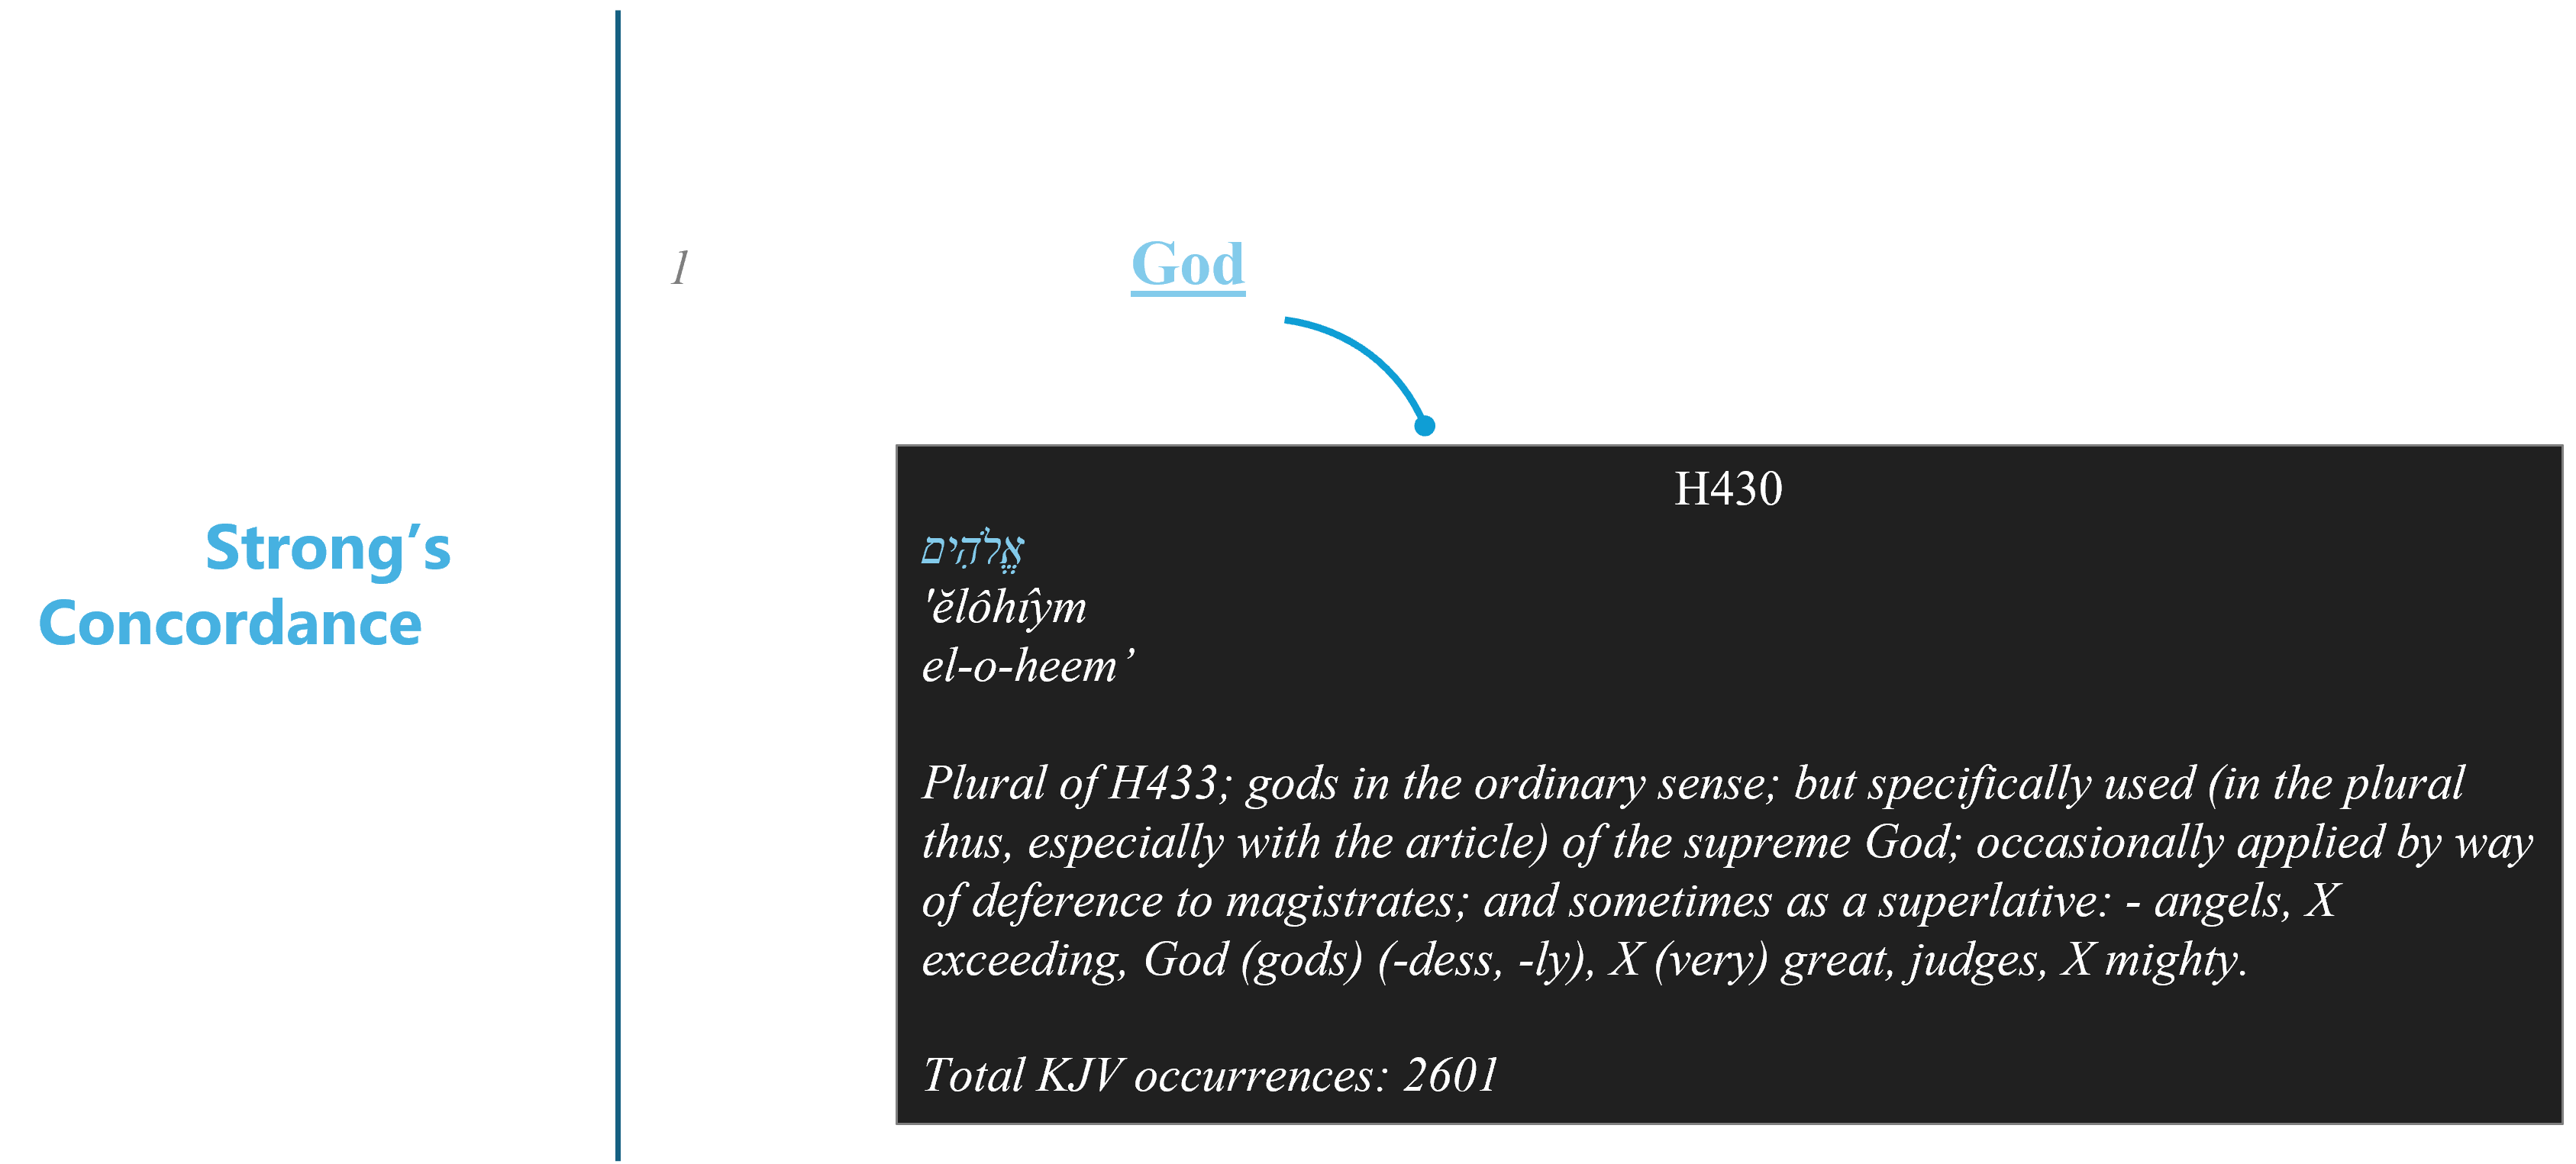 Strong’s
Concordance
1
God
H430
אֱלֹהִים
'ĕlôhîym
el-o-heem’
Plural of H433; gods in the ordinary sense; but specifically used (in the plural
thus, especially with the article) of the supreme God; occasionally applied by way
of deference to magistrates; and sometimes as a superlative: - angels, X
exceeding, God (gods) (-dess, -ly), X (very) great, judges, X mighty.
Total KJV occurrences: 2601